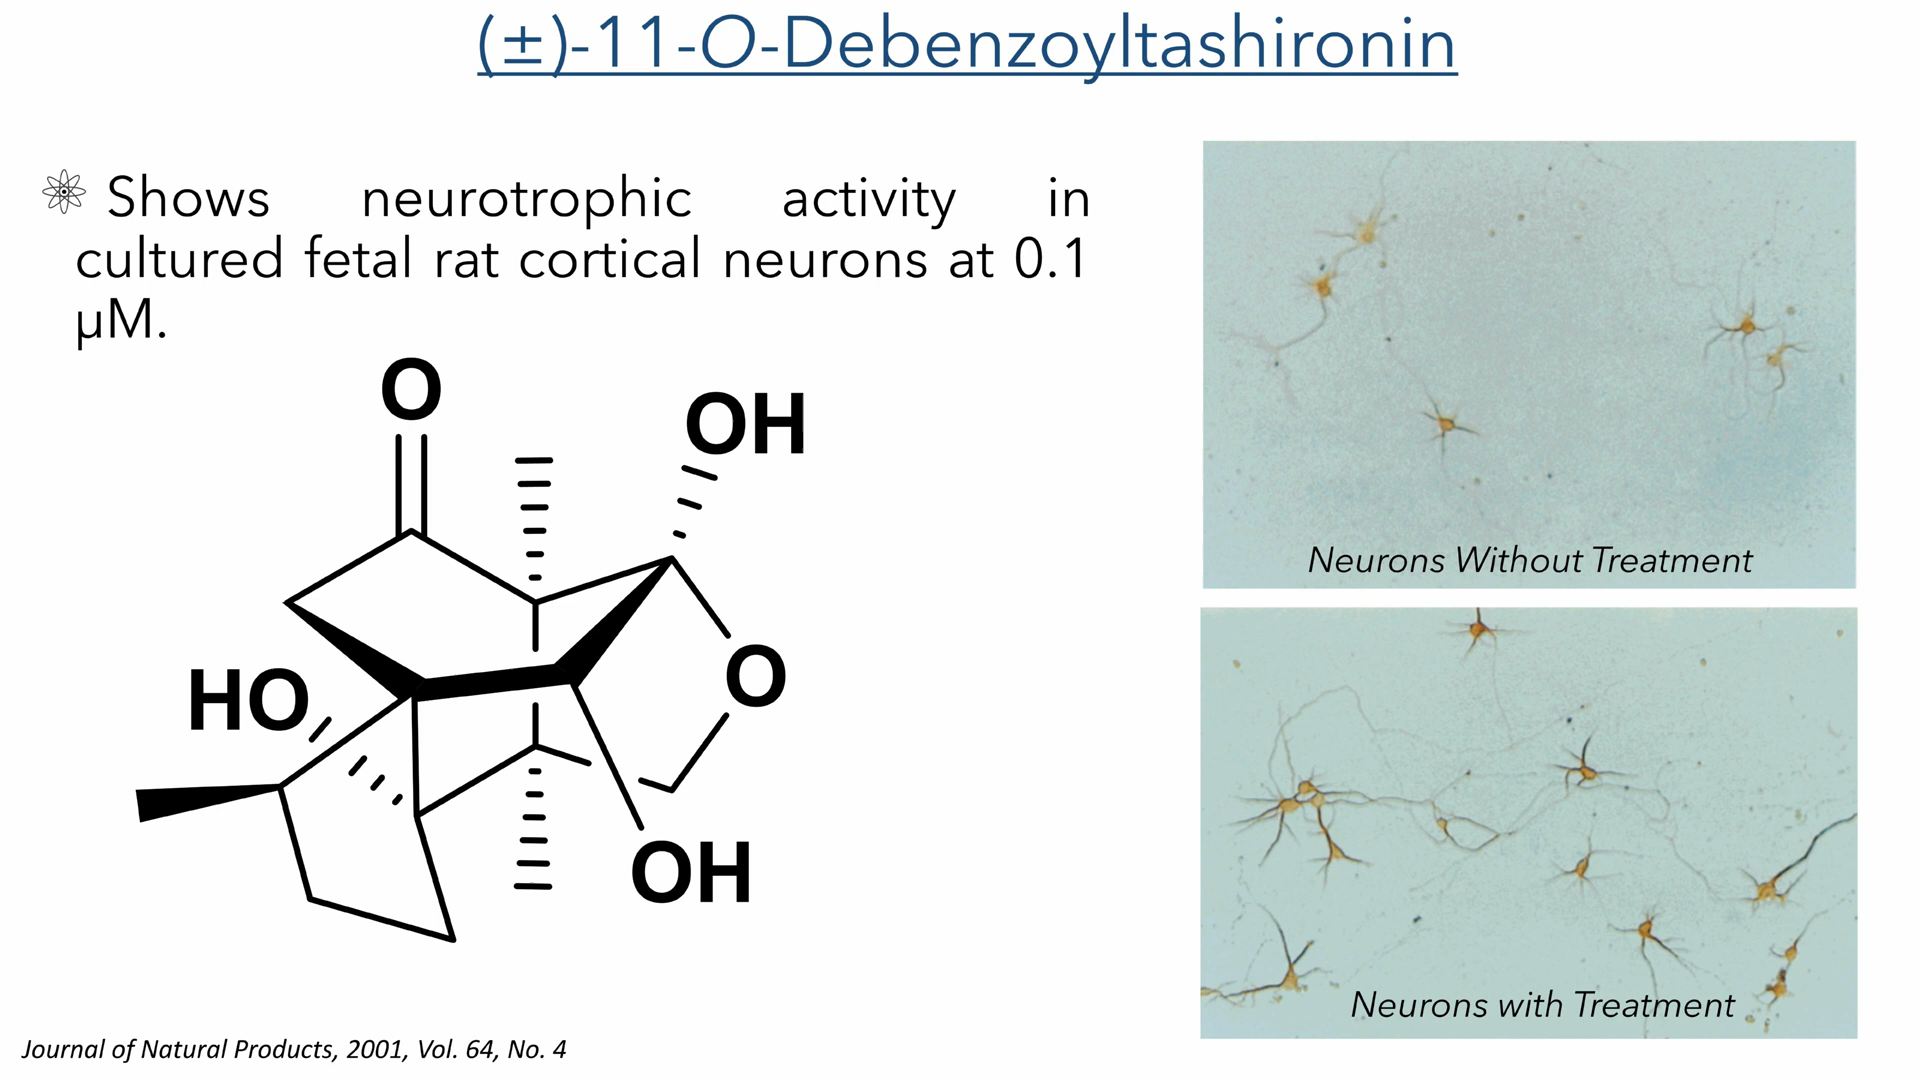 (±)-11-O-Debenzoyltashironin
Shows neurotrophic activity in
cultured fetal rat cortical neurons at 0.1
µM.
O
OH
HO
O
OH
Neurons Without Treatment
Neurons with Treatment
Journal of Natural Products, 2001, Vol. 64, No. 4